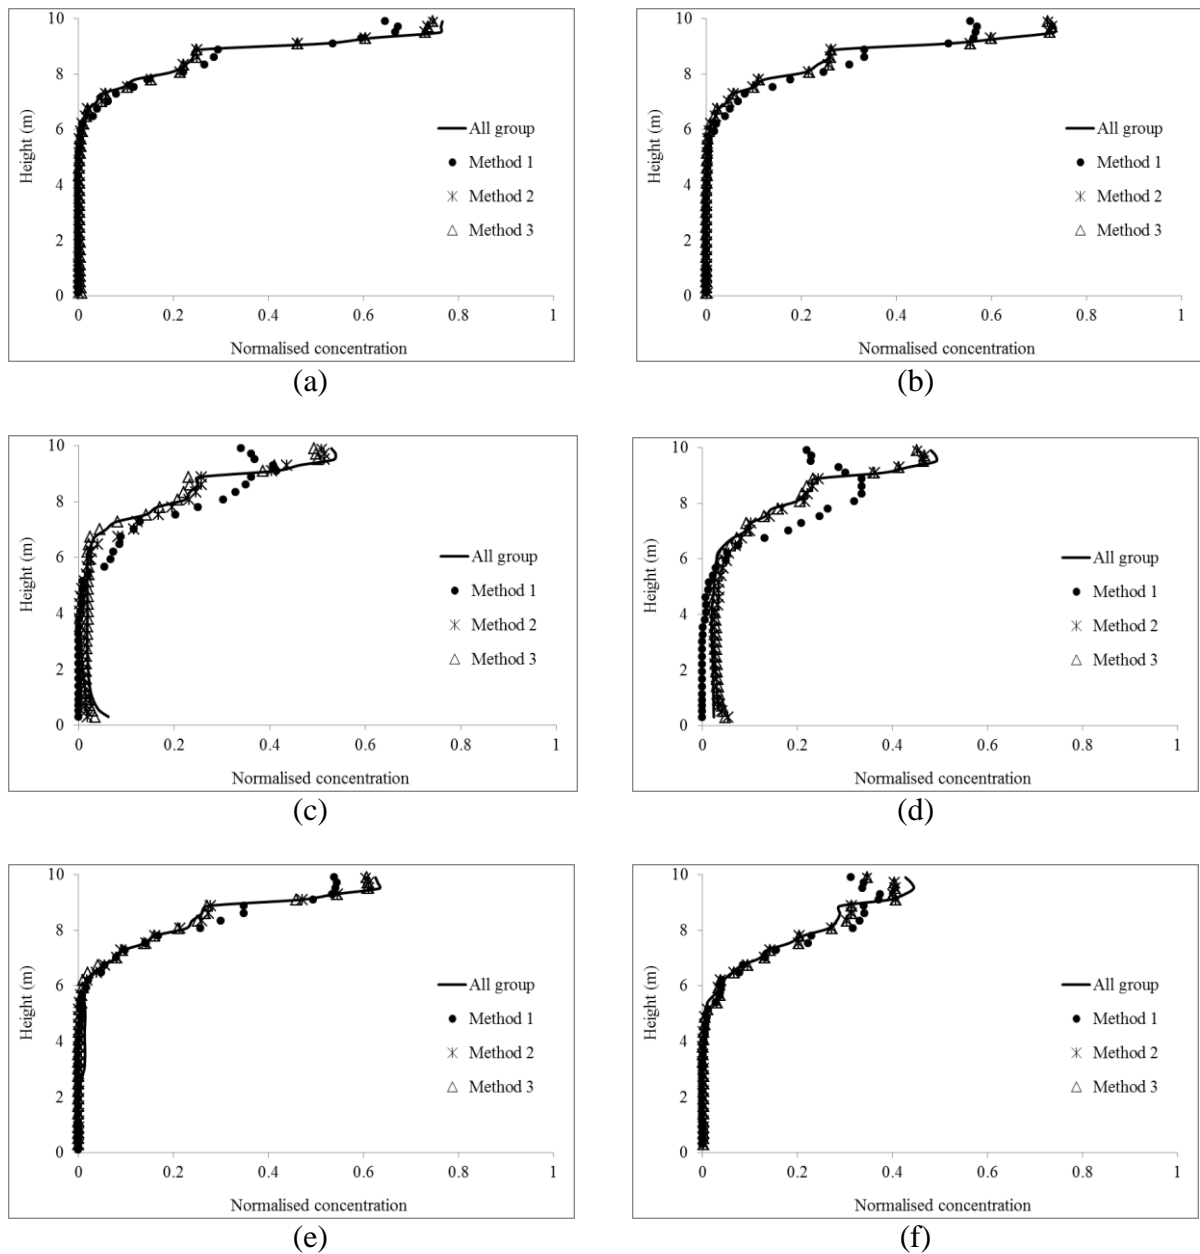 10
8
6
4
2
0
Height (m)
All group
Method 1
Method 2
Method 3
0 0.2 0.4 0.6 0.8 1
Normalised concentration
(a)
10
8
6
4
2
0
Height (m)
All group
Method 1
Method 2
Method 3
0 0.2 0.4 0.6 0.8 1
Normalised concentration
(b)
10
8
6
4
2
0
Height (m)
All group
Method 1
Method 2
Method 3
0 0.2 0.4 0.6 0.8 1
Normalised concentration
(c)
10
8
6
4
2
0
Height (m)
All group
Method 1
Method 2
Method 3
0 0.2 0.4 0.6 0.8 1
Normalised concentration
(d)
10
8
6
4
2
0
Height (m)
All group
Method 1
Method 2
Method 3
0 0.2 0.4 0.6 0.8 1
Normalised concentration
(e)
10
8
6
4
2
0
Height (m)
All group
Method 1
Method 2
Method 3
0 0.2 0.4 0.6 0.8 1
Normalised concentration
(f)